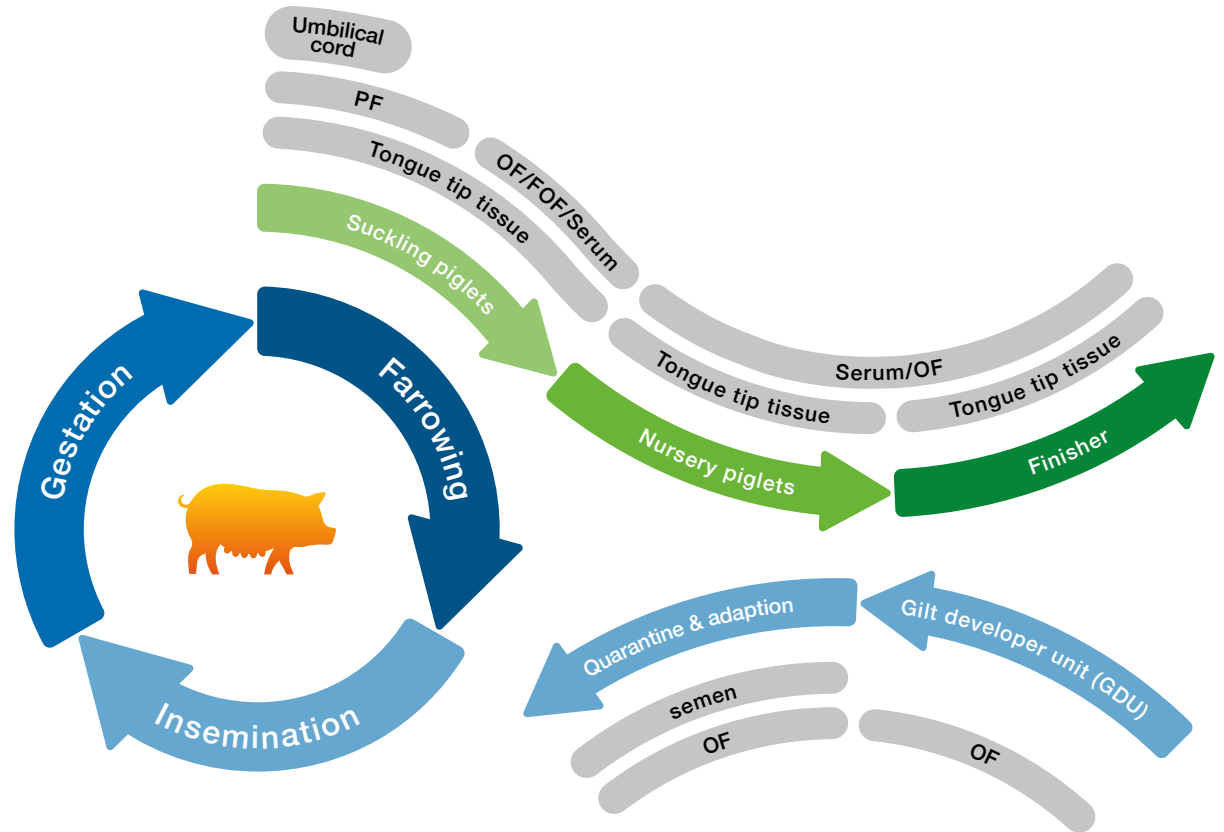 Umbilical
cord
PF
Tongue tip tissue
OF/FOF/Serum
Suckling piglets
Serum/OF
Tongue tip tissue
Tongue tip tissue
Nursery piglets
Finisher
Gestation
Farrowing
Insemination
Quarantine & adaption
Gilt developer unit (GDU)
semen
OF
OF